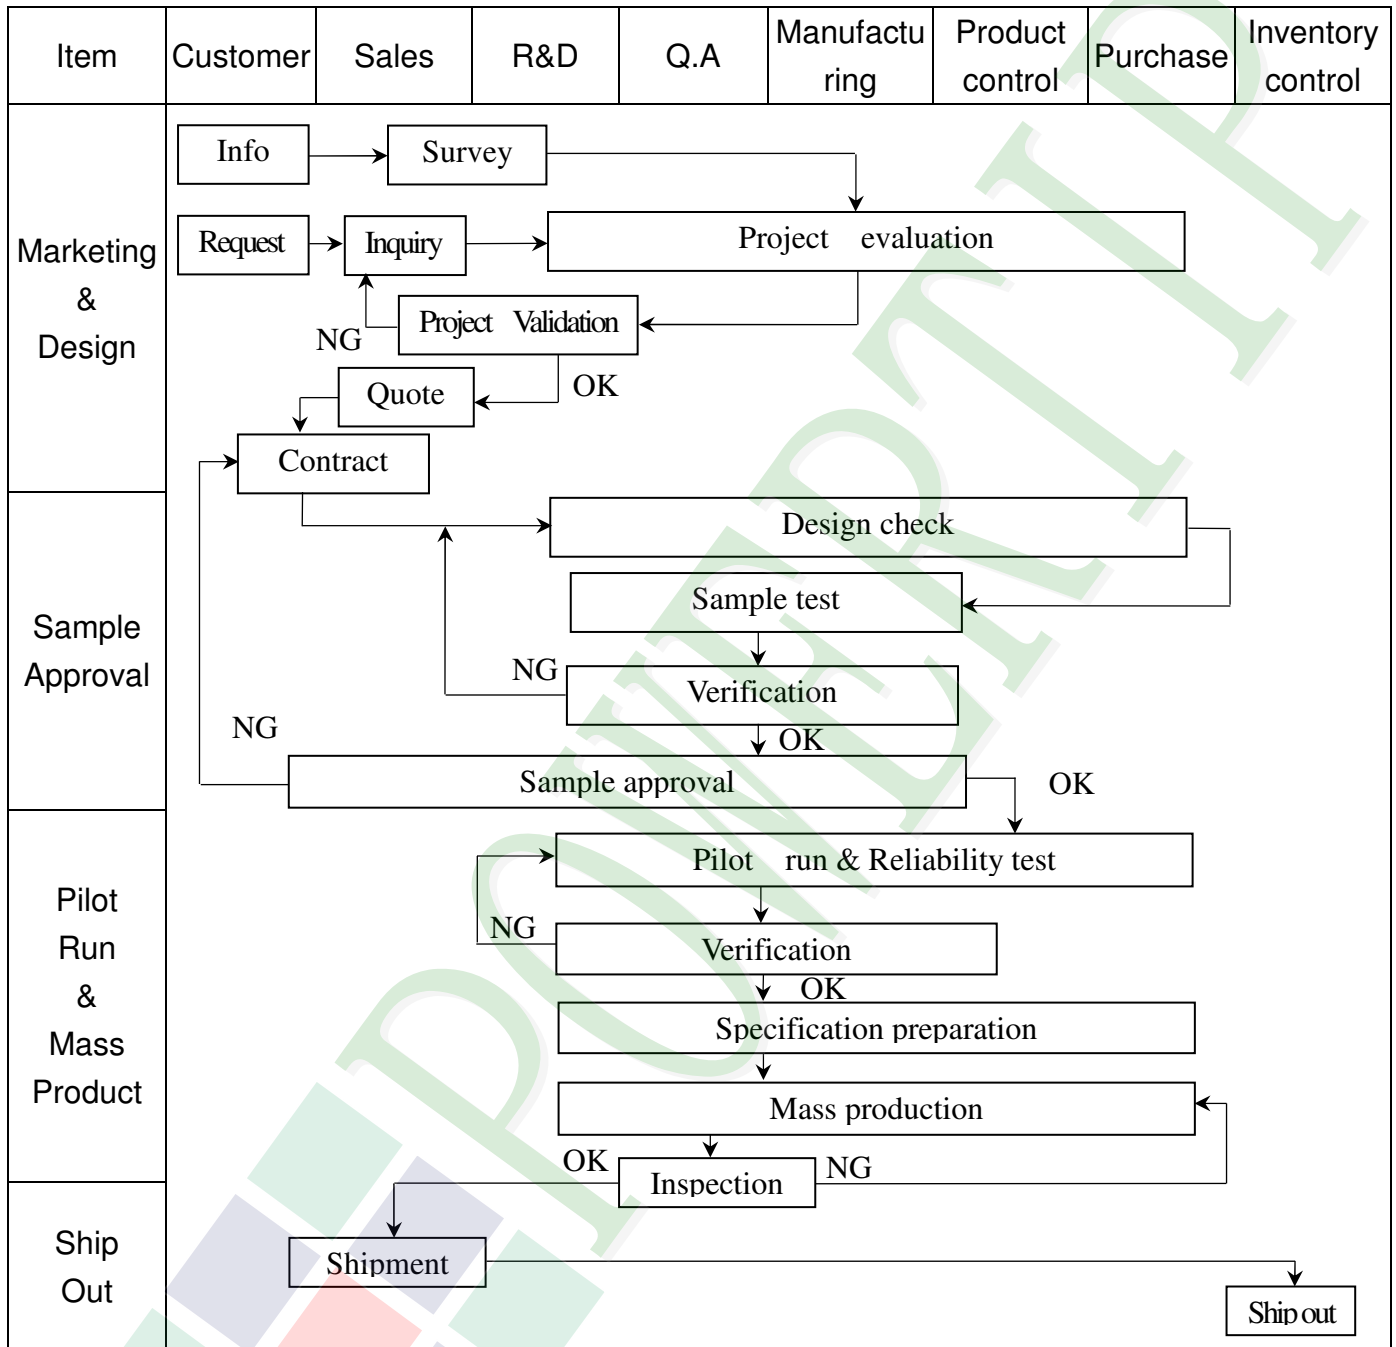 Item Customer Sales R&D Q.A Manufactu Product Purchase Inventory
ring control control
Marketing
&
Design
Info Survey
Request Inquiry Project evaluation
NG Project Validation
Quote OK
Contract
Sample
Approval
Design check
Sample test
NG Verification
NG OK
Sample approval OK
Pilot
Run
&
Mass
Product
Pilot run & Reliability test
NG Verification
OK
Specification preparation
Mass production
OK Inspection NG
Ship
Out
Shipment
Ship out
POWERTIP